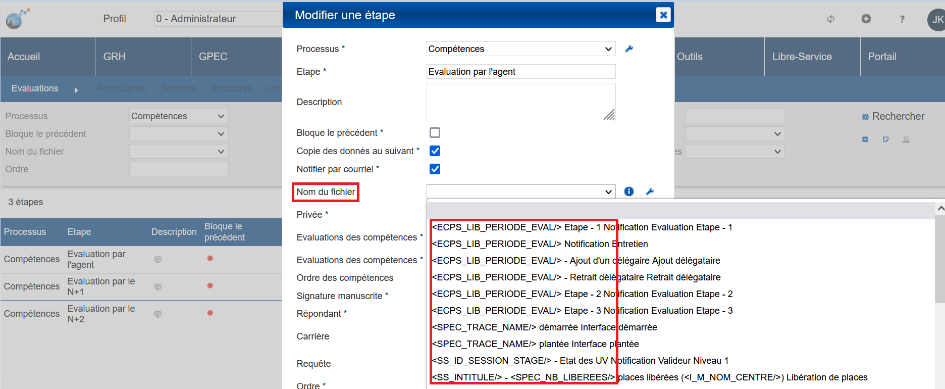 Profil 0 - Administrateur
? JK
Accueil GRH GPEC Outils Libre-Service Portail
Evaluations Formulaires Sections Structures
Processus Compétences Rechercher
Bloque le précédent
Nom du fichier
Ordre
3 étapes
Processus Etape Description Bloque le précédent
Compétences Evaluation par l'agent
Compétences Evaluation par le N+1
Compétences Evaluation par le N+2
Modifier une étape
Processus * Compétences
Etape * Evaluation par l'agent
Description
Bloque le précédent *
Copie des donnés au suivant *
Notifier par courriel *
Nom du fichier
Privée *
Evaluations des compétences *
Evaluations des compétences *
Ordre des compétences
Signature manuscrite *
Répondant *
Carrière
Requête
Ordre *
<ECPS_LIB_PERIODE_EVAL/> Etape - 1 Notification Evaluation Etape - 1
<ECPS_LIB_PERIODE_EVAL/> Notification Entretien
<ECPS_LIB_PERIODE_EVAL/> - Ajout d'un délégaire Ajout délégataire
<ECPS_LIB_PERIODE_EVAL/> - Retrait délégataire Retrait délégataire
<ECPS_LIB_PERIODE_EVAL/> Etape - 2 Notification Evaluation Etape - 2
<ECPS_LIB_PERIODE_EVAL/> Etape - 3 Notification Evaluation Etape - 3
<SPEC_TRACE_NAME/> démarrée Interface démarrée
<SPEC_TRACE_NAME/> plantée Interface plantée
<SS_ID_SESSION_STAGE/> - Etat des UV Notification Valideur Niveau 1
<SS_INTITULE/> - <SPEC_NB_LIBEREES/> places libérées (<I_M_NOM_CENTRE/>) Libération de places